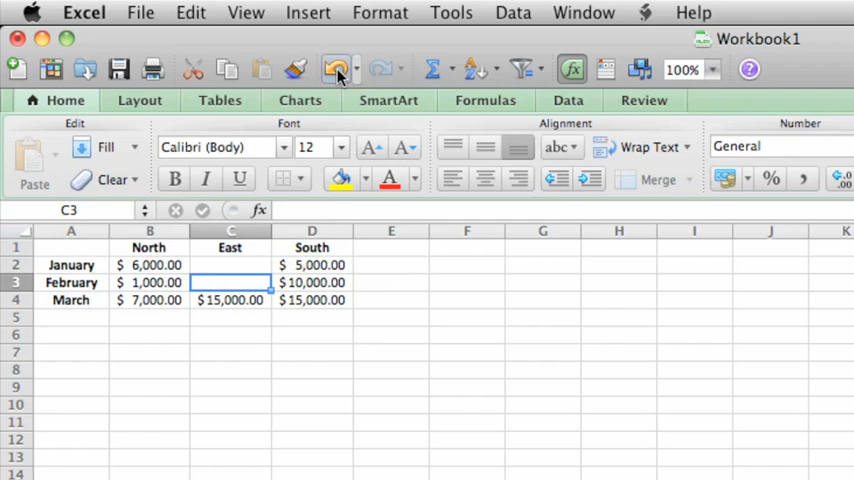 Excel File Edit View Insert Format Tools Data Window Help
Workbook1
fx 100% ?
Home Layout Tables Charts SmartArt Formulas Data Review
Edit Font Alignment Number
Fill Calibri (Body) 12 A A abc Wrap Text General
Paste Clear B I U A Merge % , .0
.00
C3 fx
A B C D E F G H I J K
1 North East South
2 January $ 6,000.00 $ 5,000.00
3 February $ 1,000.00 $10,000.00
4 March $ 7,000.00 $15,000.00 $15,000.00
5
6
7
8
9
10
11
12
13
14